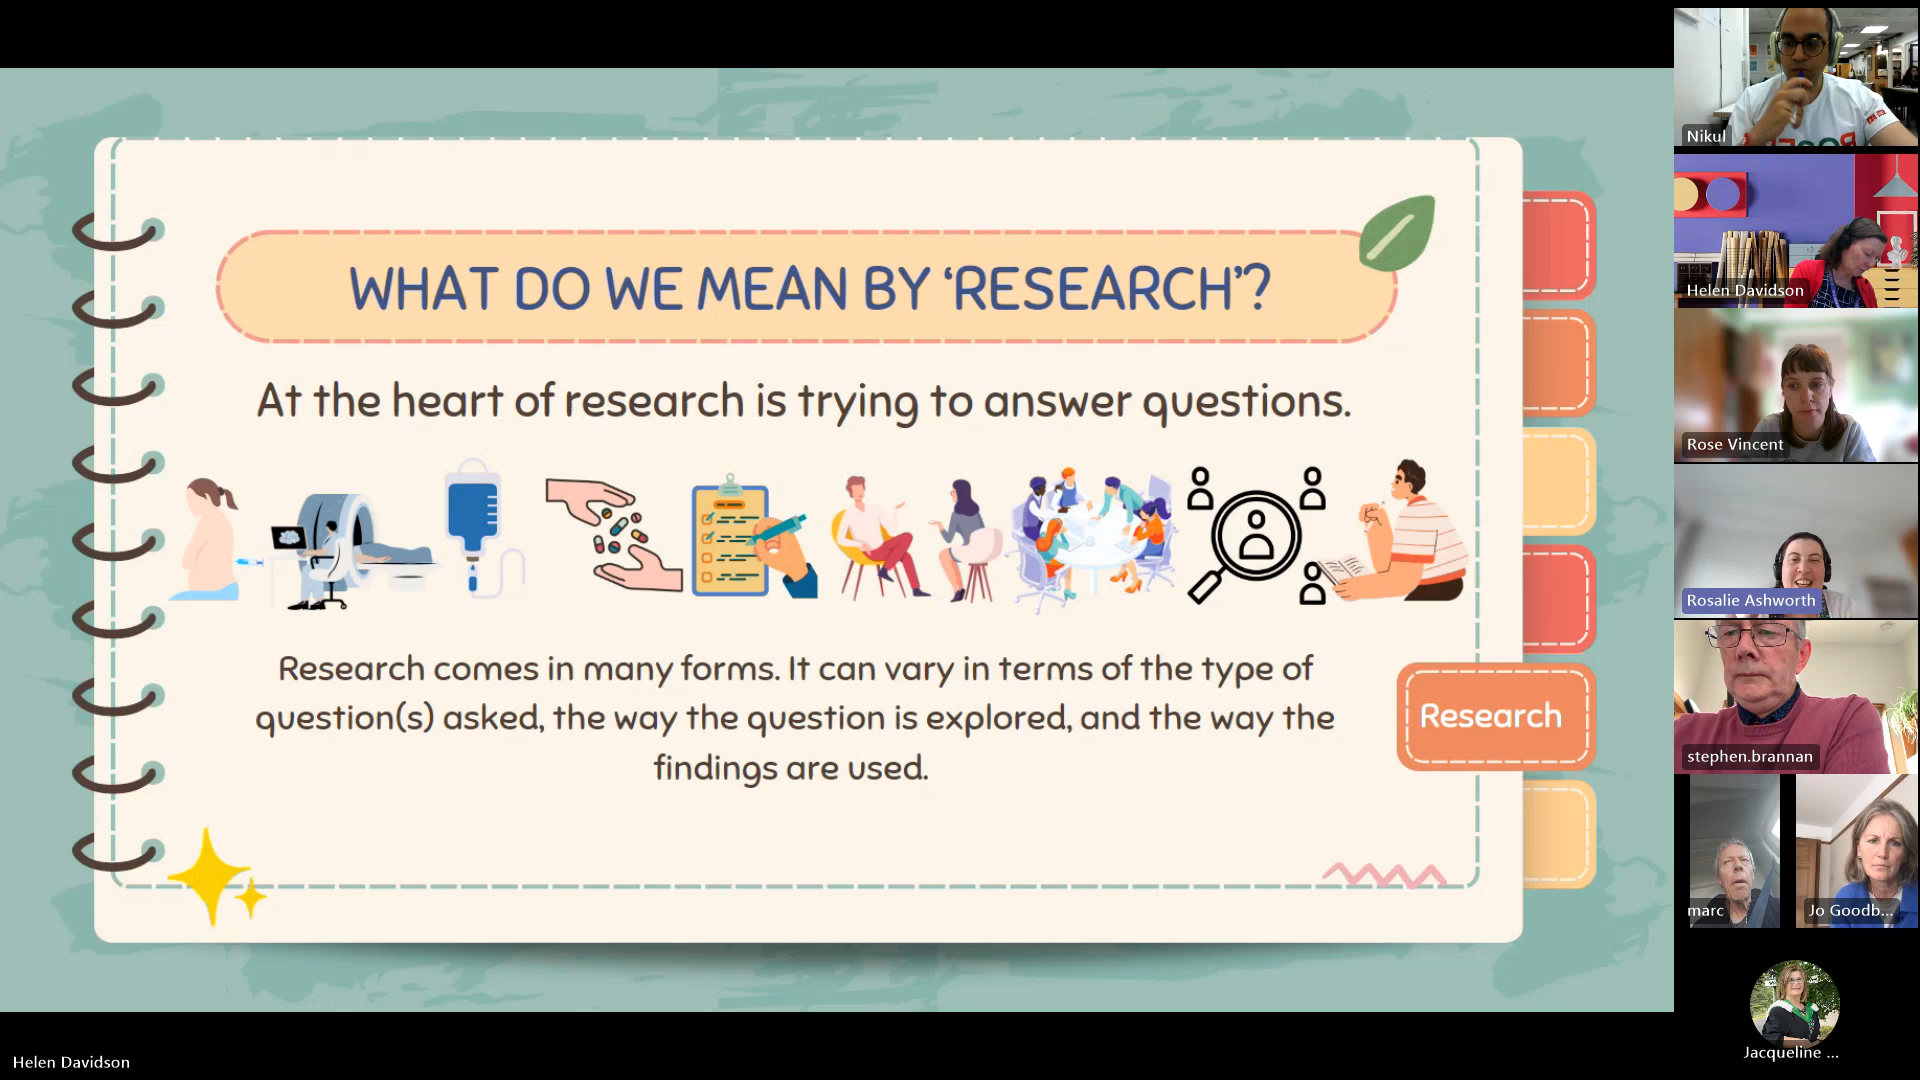 WHAT DO WE MEAN BY ‘RESEARCH’?
At the heart of research is trying to answer questions.
Research comes in many forms. It can vary in terms of the type of
question(s) asked, the way the question is explored, and the way the
findings are used.
Research
Helen Davidson
Nikul
Helen Davidson
Rose Vincent
Rosalie Ashworth
stephen.brannan
marc
Jo Goodb...
Jacqueline ...